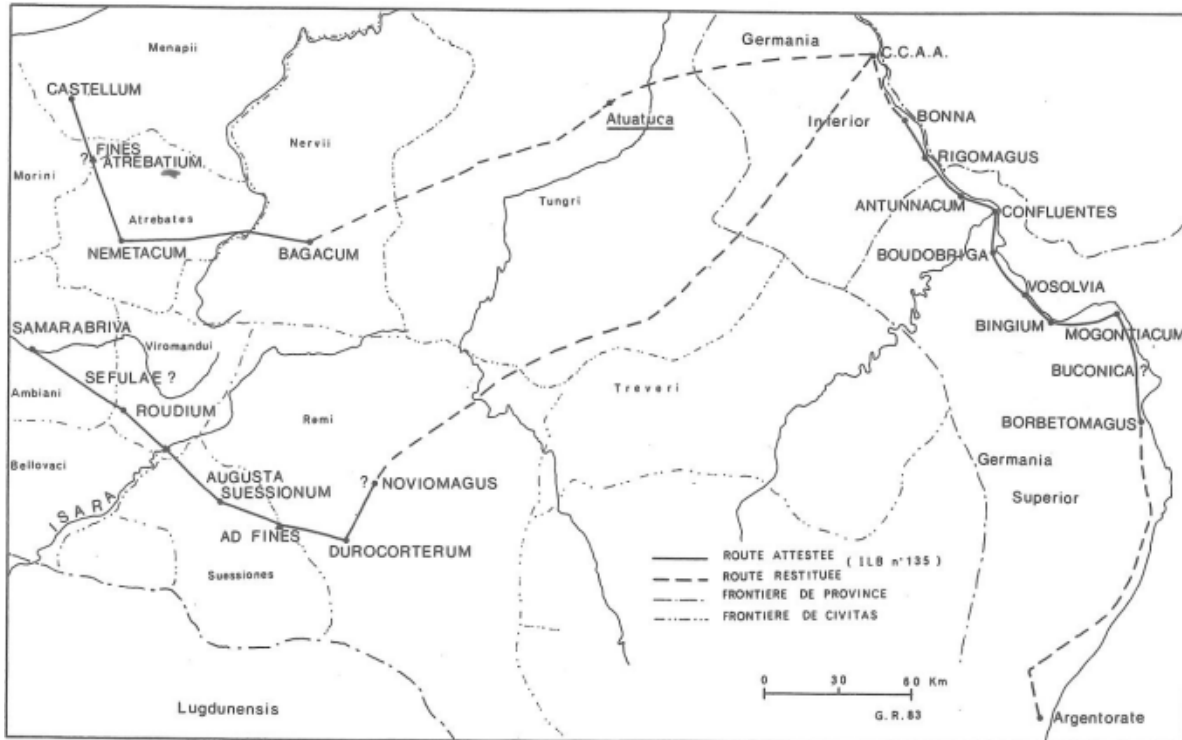 Menapii
CASTELLUM
?
FINES
ATREBATIUM.
Morini
Atrebates
NEMETACUM
Nervii
BAGACUM
Atuatuca
Tungri
Germania
Inferior
C.C.A.A.
BONNA
RIGOMAGUS
ANTUNNACUM
CONFLUENTES
BOUDOBRIGA
VOSOLVIA
BINGIUM
MOGONTIACUM
BUCONICA ?
BORBETOMAGUS
Germania
Superior
Argentorate
SAMARABRIVA
Viromandui
SEFULAE ?
Ambiani
ROUDIUM
Remi
Treveri
Bellovaci
ISARA
AUGUSTA
SUESSIONUM
? NOVIOMAGUS
AD FINES
DUROCORTERUM
Suessiones
Lugdunensis
ROUTE ATTESTEE ( ILB n°135 )
ROUTE RESTITUEE
FRONTIERE DE PROVINCE
FRONTIERE DE CIVITAS
0 30 60 Km
G.R.83